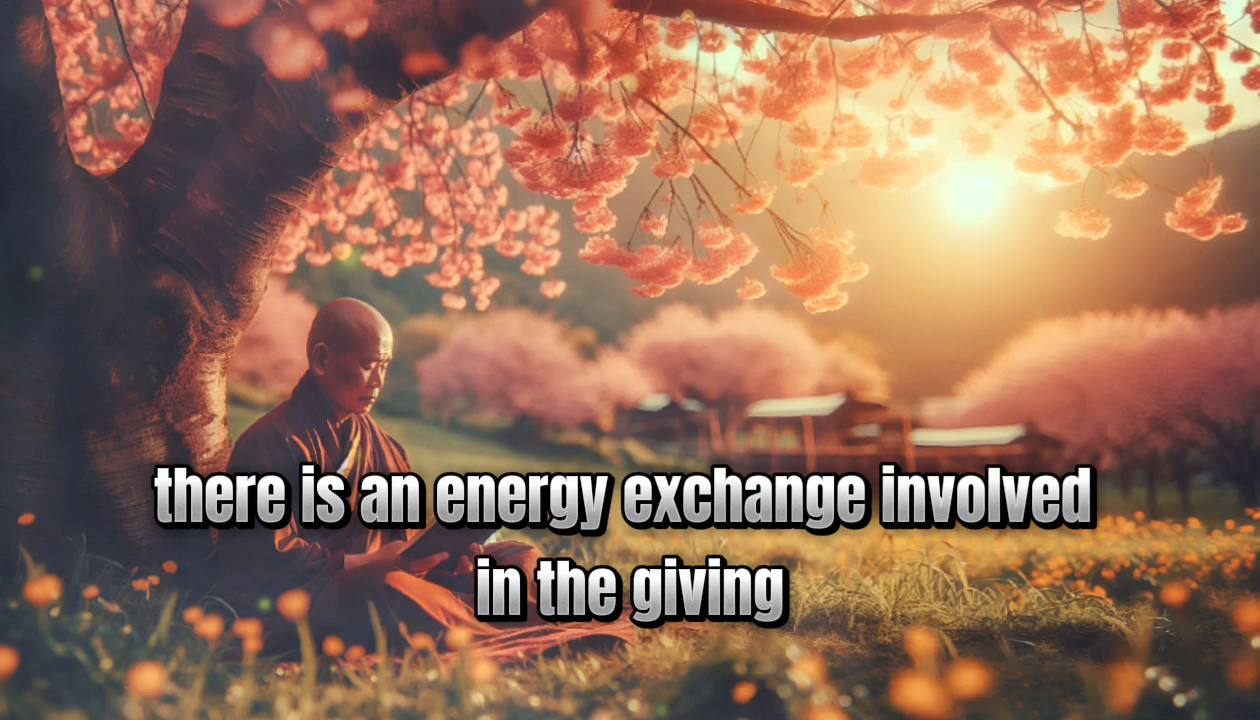 there is an energy exchange involved
in the giving